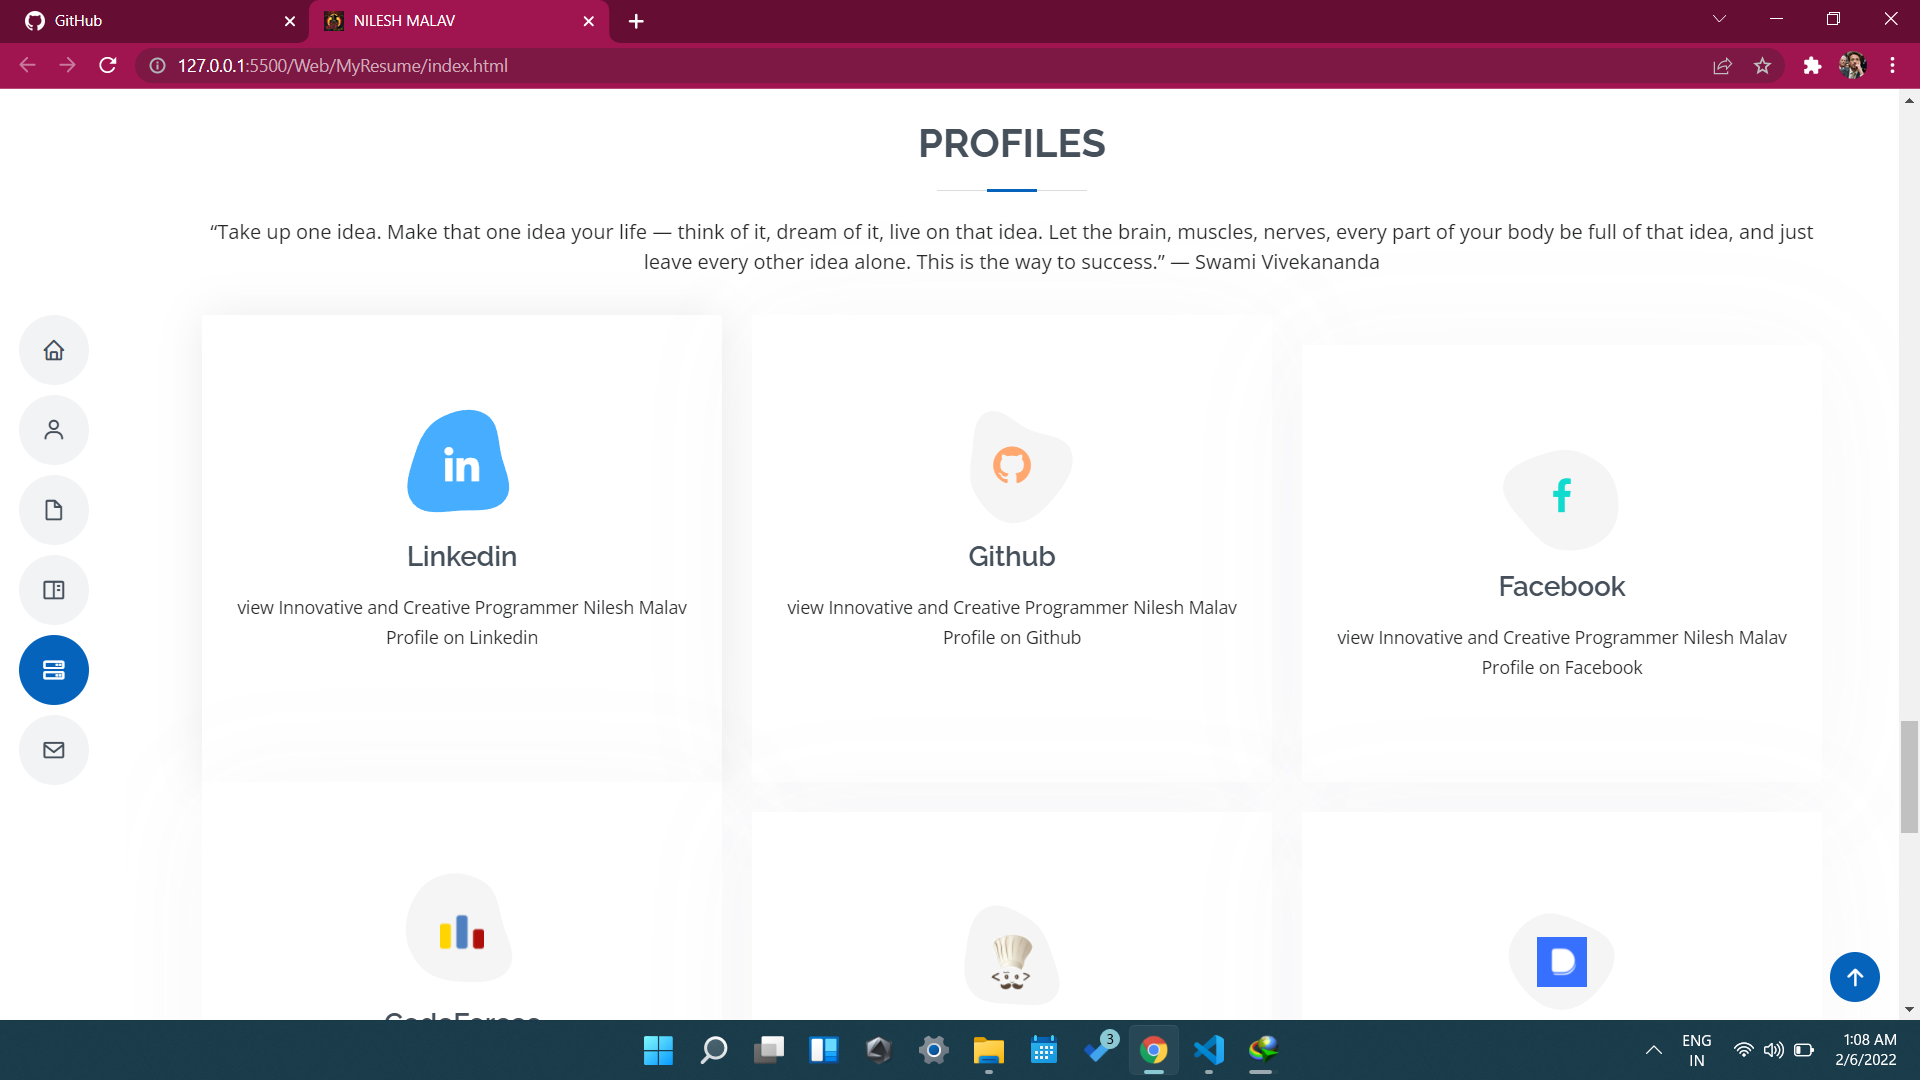 GitHub
NILESH MALAV
127.0.0.1:5500/Web/MyResume/index.html
PROFILES
“Take up one idea. Make that one idea your life — think of it, dream of it, live on that idea. Let the brain, muscles, nerves, every part of your body be full of that idea, and just
leave every other idea alone. This is the way to success.” — Swami Vivekananda
in
Linkedin
view Innovative and Creative Programmer Nilesh Malav
Profile on Linkedin
Github
view Innovative and Creative Programmer Nilesh Malav
Profile on Github
f
Facebook
view Innovative and Creative Programmer Nilesh Malav
Profile on Facebook
CodeForces
3
ENG
IN
1:08 AM
2/6/2022